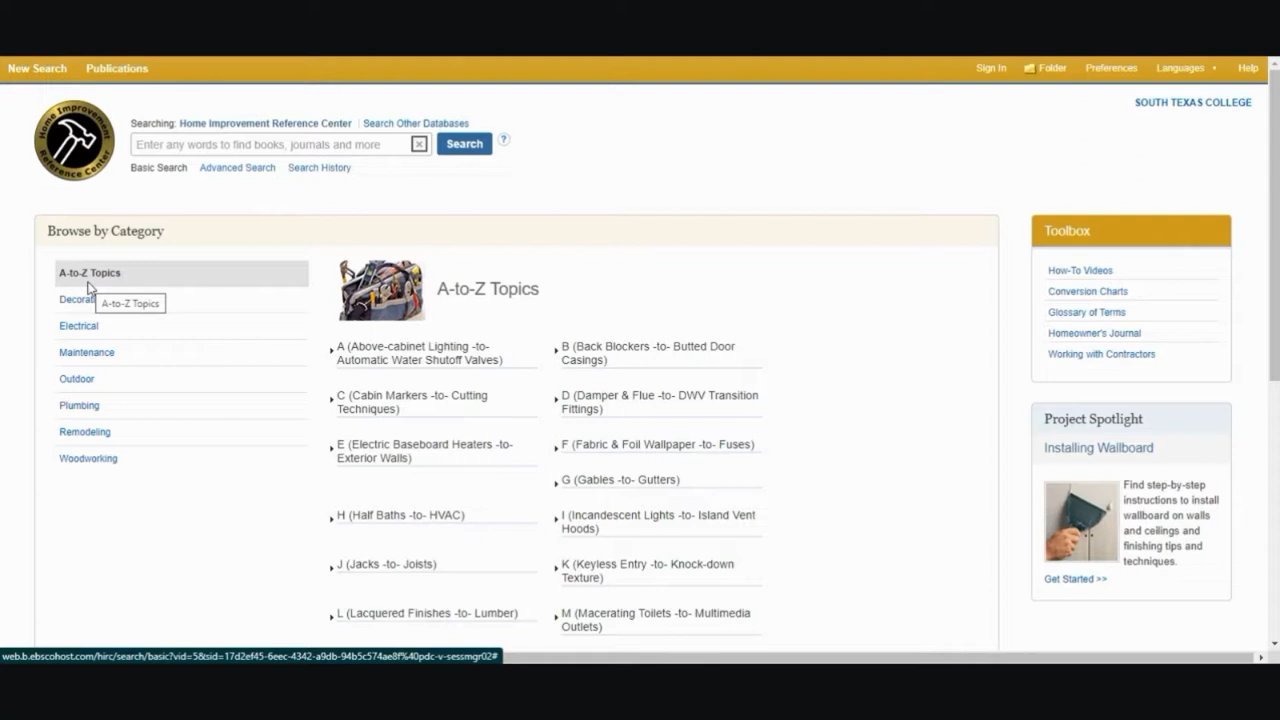 New Search Publications Sign In Folder Preferences Languages Help
SOUTH TEXAS COLLEGE
Home Improvement
Reference Center
Searching: Home Improvement Reference Center Search Other Databases
Enter any words to find books, journals and more Search ?
Basic Search Advanced Search Search History
Browse by Category
A-to-Z Topics
Decorat
A-to-Z Topics
Electrical
Maintenance
Outdoor
Plumbing
Remodeling
Woodworking
A-to-Z Topics
A (Above-cabinet Lighting -to-
Automatic Water Shutoff Valves)
B (Back Blockers -to- Butted Door
Casings)
C (Cabin Markers -to- Cutting
Techniques)
D (Damper & Flue -to- DWV Transition
Fittings)
E (Electric Baseboard Heaters -to-
Exterior Walls)
F (Fabric & Foil Wallpaper -to- Fuses)
G (Gables -to- Gutters)
H (Half Baths -to- HVAC)
I (Incandescent Lights -to- Island Vent
Hoods)
J (Jacks -to- Joists)
K (Keyless Entry -to- Knock-down
Texture)
L (Lacquered Finishes -to- Lumber)
M (Macerating Toilets -to- Multimedia
Outlets)
Toolbox
How-To Videos
Conversion Charts
Glossary of Terms
Homeowner's Journal
Working with Contractors
Project Spotlight
Installing Wallboard
Find step-by-step
instructions to install
wallboard on walls
and ceilings and
finishing tips and
techniques.
Get Started >>
web.b.ebscohost.com/hirc/search/basic?vid=5&sid=17d2ef45-6eec-4342-a9db-94b5c574ae8f%40pdc-v-sessmgr02#